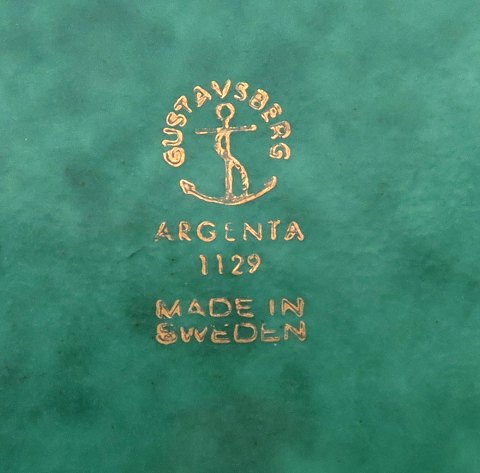 GUSTAVSBERG
ARGENTA
1129
MADE IN
SWEDEN